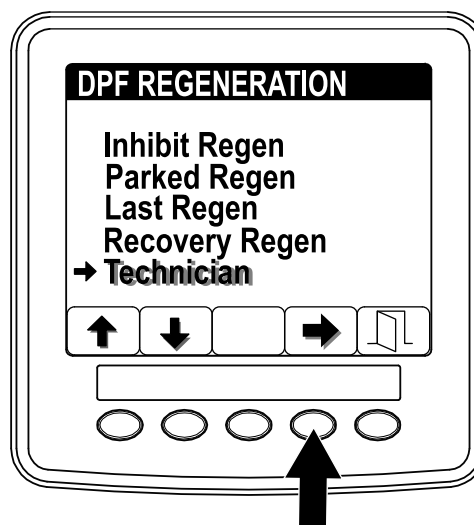 DPF REGENERATION
Inhibit Regen
Parked Regen
Last Regen
Recovery Regen
Technician